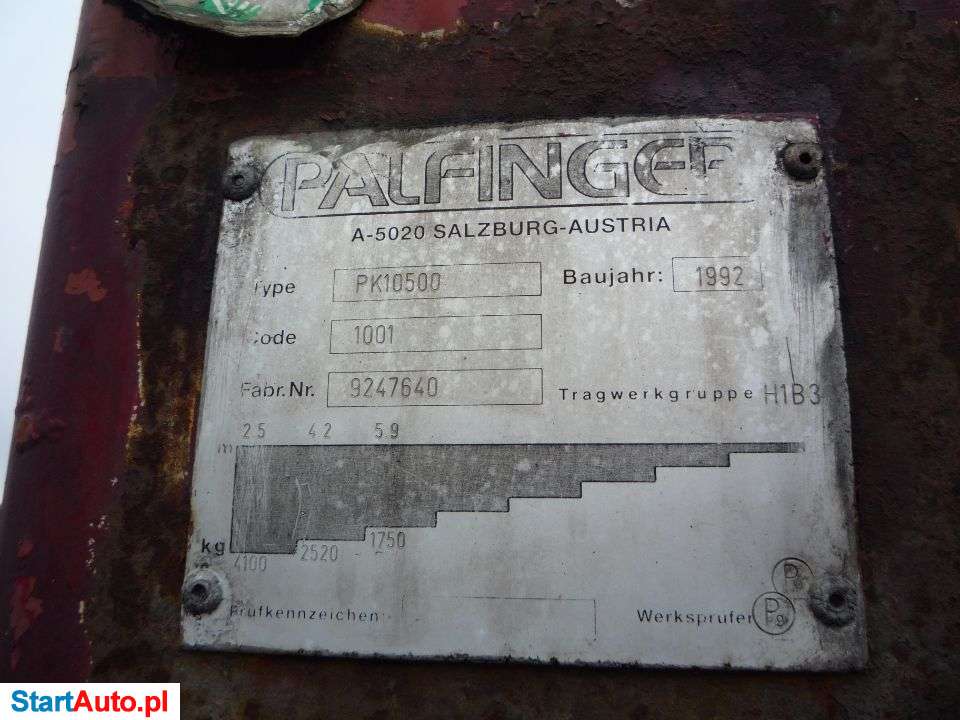 PALFINGER
A-5020 SALZBURG-AUSTRIA
Type PK10500 Baujahr: 1992
Code 1001
Fabr.Nr. 9247640 Tragwerkgruppe H1B3
2.5 4.2 5.9
m
kg 4100 2520 1750
Prüfkennzeichen: Werksprüfer
StartAuto.pl